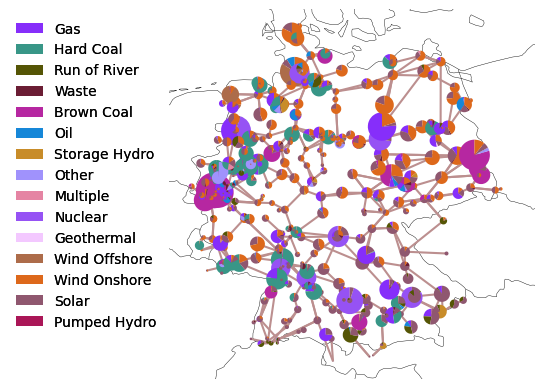 Gas
Hard Coal
Run of River
Waste
Brown Coal
Oil
Storage Hydro
Other
Multiple
Nuclear
Geothermal
Wind Offshore
Wind Onshore
Solar
Pumped Hydro